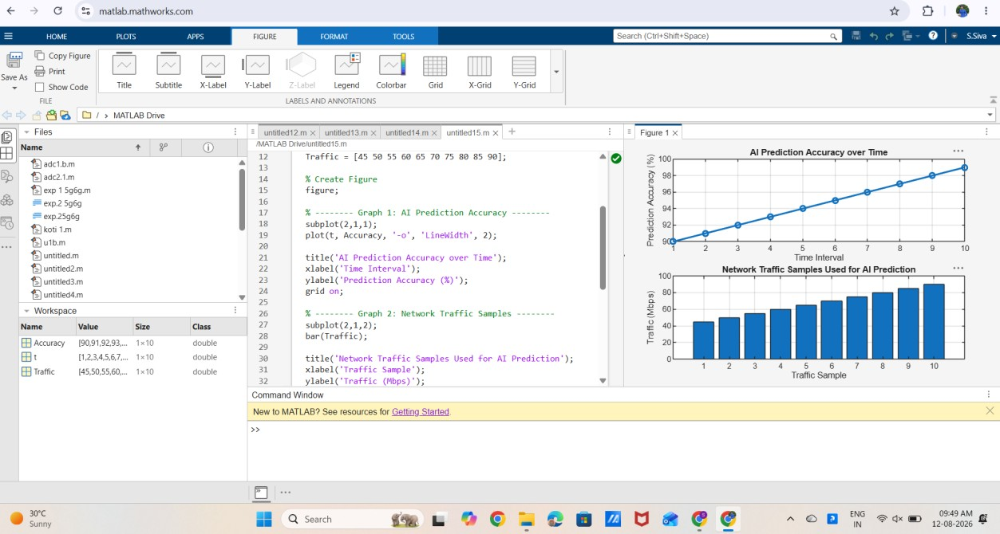 matlab.mathworks.com
HOME PLOTS APPS FIGURE FORMAT TOOLS Search (Ctrl+Shift+Space) S.Siva
Save As Copy Figure Print Show Code
Title Subtitle X-Label Y-Label Z-Label Legend Colorbar Grid X-Grid Y-Grid
FILE LABELS AND ANNOTATIONS
/ > MATLAB Drive
Files
Name
adc1.b.m
adc2.1.m
exp 1 5g6g.m
exp.2 5g6g
exp.25g6g
koti 1.m
u1b.m
untitled.m
untitled2.m
untitled3.m
untitled4.m
Workspace
Name Value Size Class
Accuracy [90,91,92,93,... 1×10 double
t [1,2,3,4,5,6,7,... 1×10 double
Traffic [45,50,55,60,... 1×10 double
untitled12.m untitled13.m untitled14.m untitled15.m
/MATLAB Drive/untitled15.m
12 Traffic = [45 50 55 60 65 70 75 80 85 90];
13
14 % Create Figure
15 figure;
16
17 % -------- Graph 1: AI Prediction Accuracy --------
18 subplot(2,1,1);
19 plot(t, Accuracy, '-o', 'LineWidth', 2);
20
21 title('AI Prediction Accuracy over Time');
22 xlabel('Time Interval');
23 ylabel('Prediction Accuracy (%)');
24 grid on;
25
26 % -------- Graph 2: Network Traffic Samples --------
27 subplot(2,1,2);
28 bar(Traffic);
29
30 title('Network Traffic Samples Used for AI Prediction');
31 xlabel('Traffic Sample');
32 ylabel('Traffic (Mbps)');
Figure 1
AI Prediction Accuracy over Time
Prediction Accuracy (%)
100
98
96
94
92
90
1 2 3 4 5 6 7 8 9 10
Time Interval
Network Traffic Samples Used for AI Prediction
Traffic (Mbps)
100
80
60
40
20
0
1 2 3 4 5 6 7 8 9 10
Traffic Sample
Command Window
New to MATLAB? See resources for Getting Started.
>>
30°C
Sunny
Search
ENG
IN
09:49 AM
12-08-2026